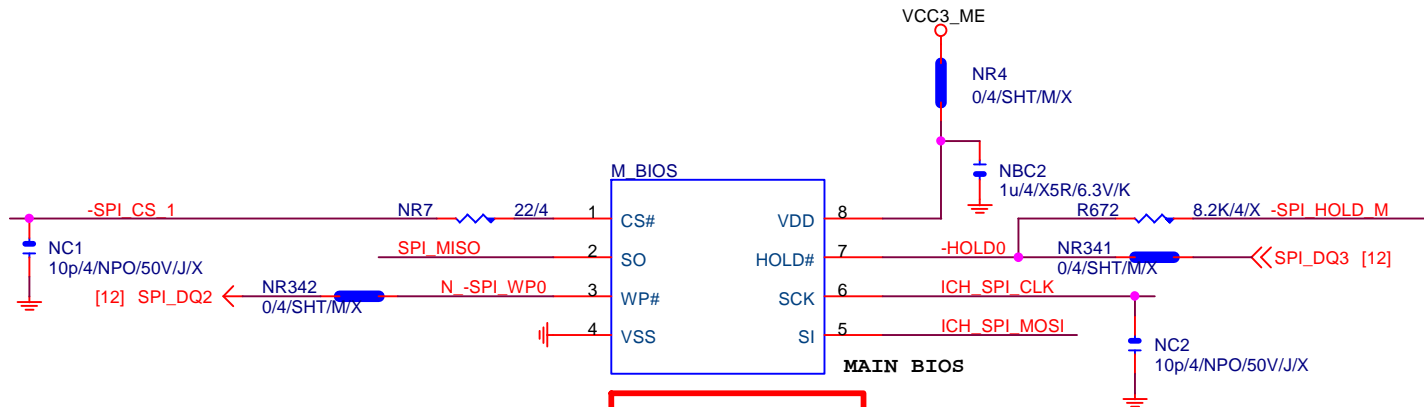 VCC3_ME
NR4
0/4/SHT/M/X
M_BIOS
NBC2
1u/4/X5R/6.3V/K
-SPI_CS_1
NR7
22/4
1
CS#
VDD
8
R672
8.2K/4/X
-SPI_HOLD_M
NC1
10p/4/NPO/50V/J/X
SPI_MISO
2
SO
HOLD#
7
-HOLD0
NR341
0/4/SHT/M/X
SPI_DQ3 [12]
[12] SPI_DQ2
NR342
0/4/SHT/M/X
N_-SPI_WP0
3
WP#
SCK
6
ICH_SPI_CLK
4
VSS
SI
5
ICH_SPI_MOSI
NC2
10p/4/NPO/50V/J/X
MAIN BIOS